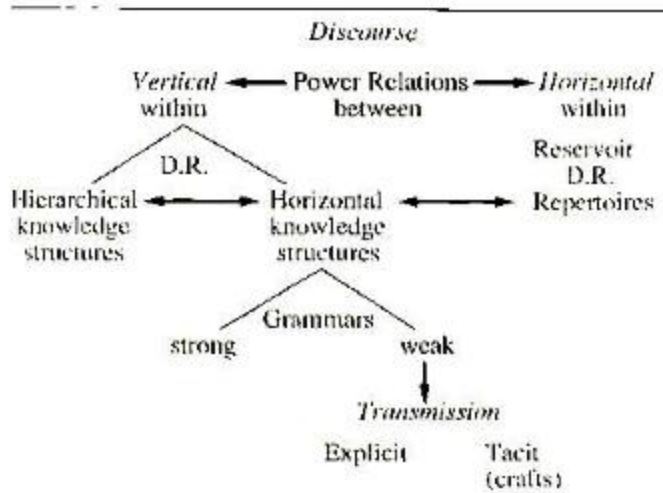 Discourse
Vertical Power Relations Horizontal
within between within
Reservoit
D.R. D.R.
Hierarchical Horizontal Repertoires
knowledge knowledge
structures structures
Grammars
strong weak
Transmission
Explicit Tacit
(crafts)